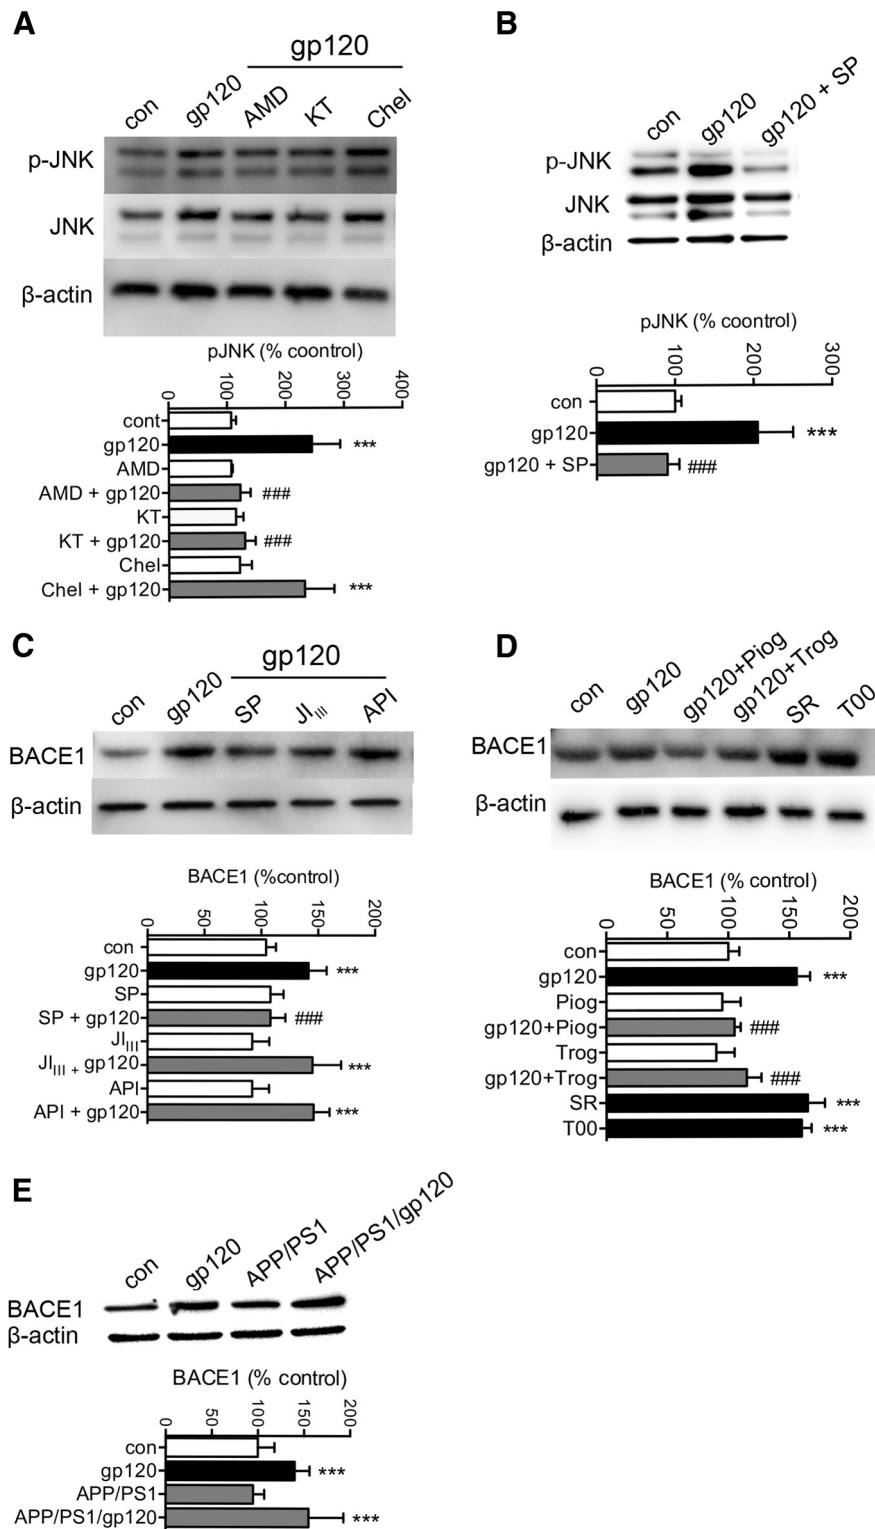 A
gp120
con gp120 AMD KT Chel
p-JNK
JNK
β-actin
pJNK (% coontrol)
0 100 200 300 400
cont
gp120 ***
AMD
AMD + gp120 ###
KT
KT + gp120 ###
Chel
Chel + gp120 ***
B
con gp120 gp120 + SP
p-JNK
JNK
β-actin
pJNK (% coontrol)
0 100 200 300
con
gp120 ***
gp120 + SP ###
C
gp120
con gp120 SP JIIII API
BACE1
β-actin
BACE1 (%control)
0 50 100 150 200
con
gp120 ***
SP
SP + gp120 ###
JIIII
JIIII + gp120 ***
API
API + gp120 ***
D
con gp120 gp120+Piog gp120+Trog SR T00
BACE1
β-actin
BACE1 (% control)
0 50 100 150 200
con
gp120 ***
Piog
gp120+Piog ###
Trog
gp120+Trog ###
SR ***
T00 ***
E
con gp120 APP/PS1 APP/PS1/gp120
BACE1
β-actin
BACE1 (% control)
0 50 100 150 200
con
gp120 ***
APP/PS1
APP/PS1/gp120 ***